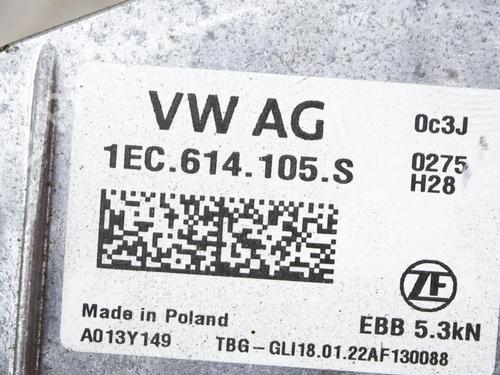 VW AG
0c3J
1EC.614.105.S
0275
H28
ZF
Made in Poland
EBB 5.3kN
A013Y149
TBG-GLI18.01.22AF130088